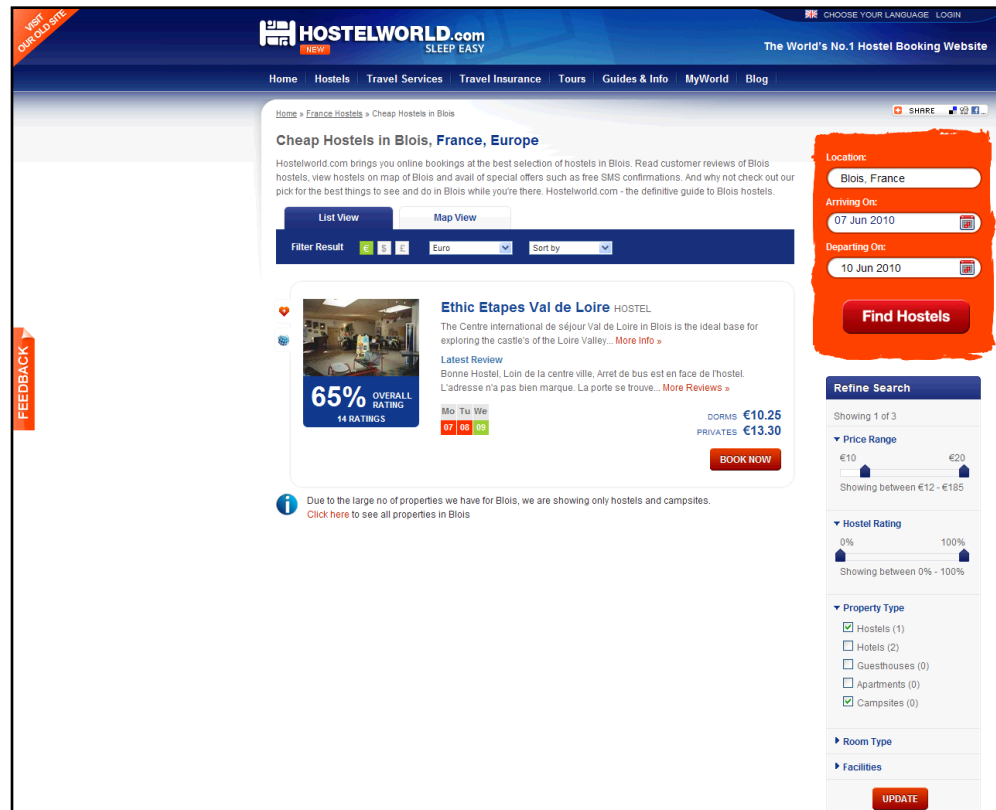 VISIT
OUR OLD SITE
HOSTELWORLD.com
NEW
SLEEP EASY
CHOOSE YOUR LANGUAGE LOGIN
The World's No.1 Hostel Booking Website
Home Hostels Travel Services Travel Insurance Tours Guides & Info MyWorld Blog
Home » France Hostels » Cheap Hostels in Blois
SHARE
Cheap Hostels in Blois, France, Europe
Hostelworld.com brings you online bookings at the best selection of hostels in Blois. Read customer reviews of Blois
hostels, view hostels on map of Blois and avail of special offers such as free SMS confirmations. And why not check out our
pick for the best things to see and do in Blois while you're there. Hostelworld.com - the definitive guide to Blois hostels.
List View Map View
Filter Result € $ £ Euro Sort by
Ethic Etapes Val de Loire HOSTEL
The Centre international de séjour Val de Loire in Blois is the ideal base for
exploring the castle's of the Loire Valley... More Info »
Latest Review
Bonne Hostel, Loin de la centre ville, Arret de bus est en face de l'hostel.
L'adresse n'a pas bien marque. La porte se trouve... More Reviews »
65% OVERALL
RATING
14 RATINGS
Mo Tu We
07 08 09
DORMS €10.25
PRIVATES €13.30
BOOK NOW
Due to the large no of properties we have for Blois, we are showing only hostels and campsites.
Click here to see all properties in Blois
FEEDBACK
Location:
Blois, France
Arriving On:
07 Jun 2010
Departing On:
10 Jun 2010
Find Hostels
Refine Search
Showing 1 of 3
Price Range
€10 €20
Showing between €12 - €185
Hostel Rating
0% 100%
Showing between 0% - 100%
Property Type
Hostels (1)
Hotels (2)
Guesthouses (0)
Apartments (0)
Campsites (0)
Room Type
Facilities
UPDATE